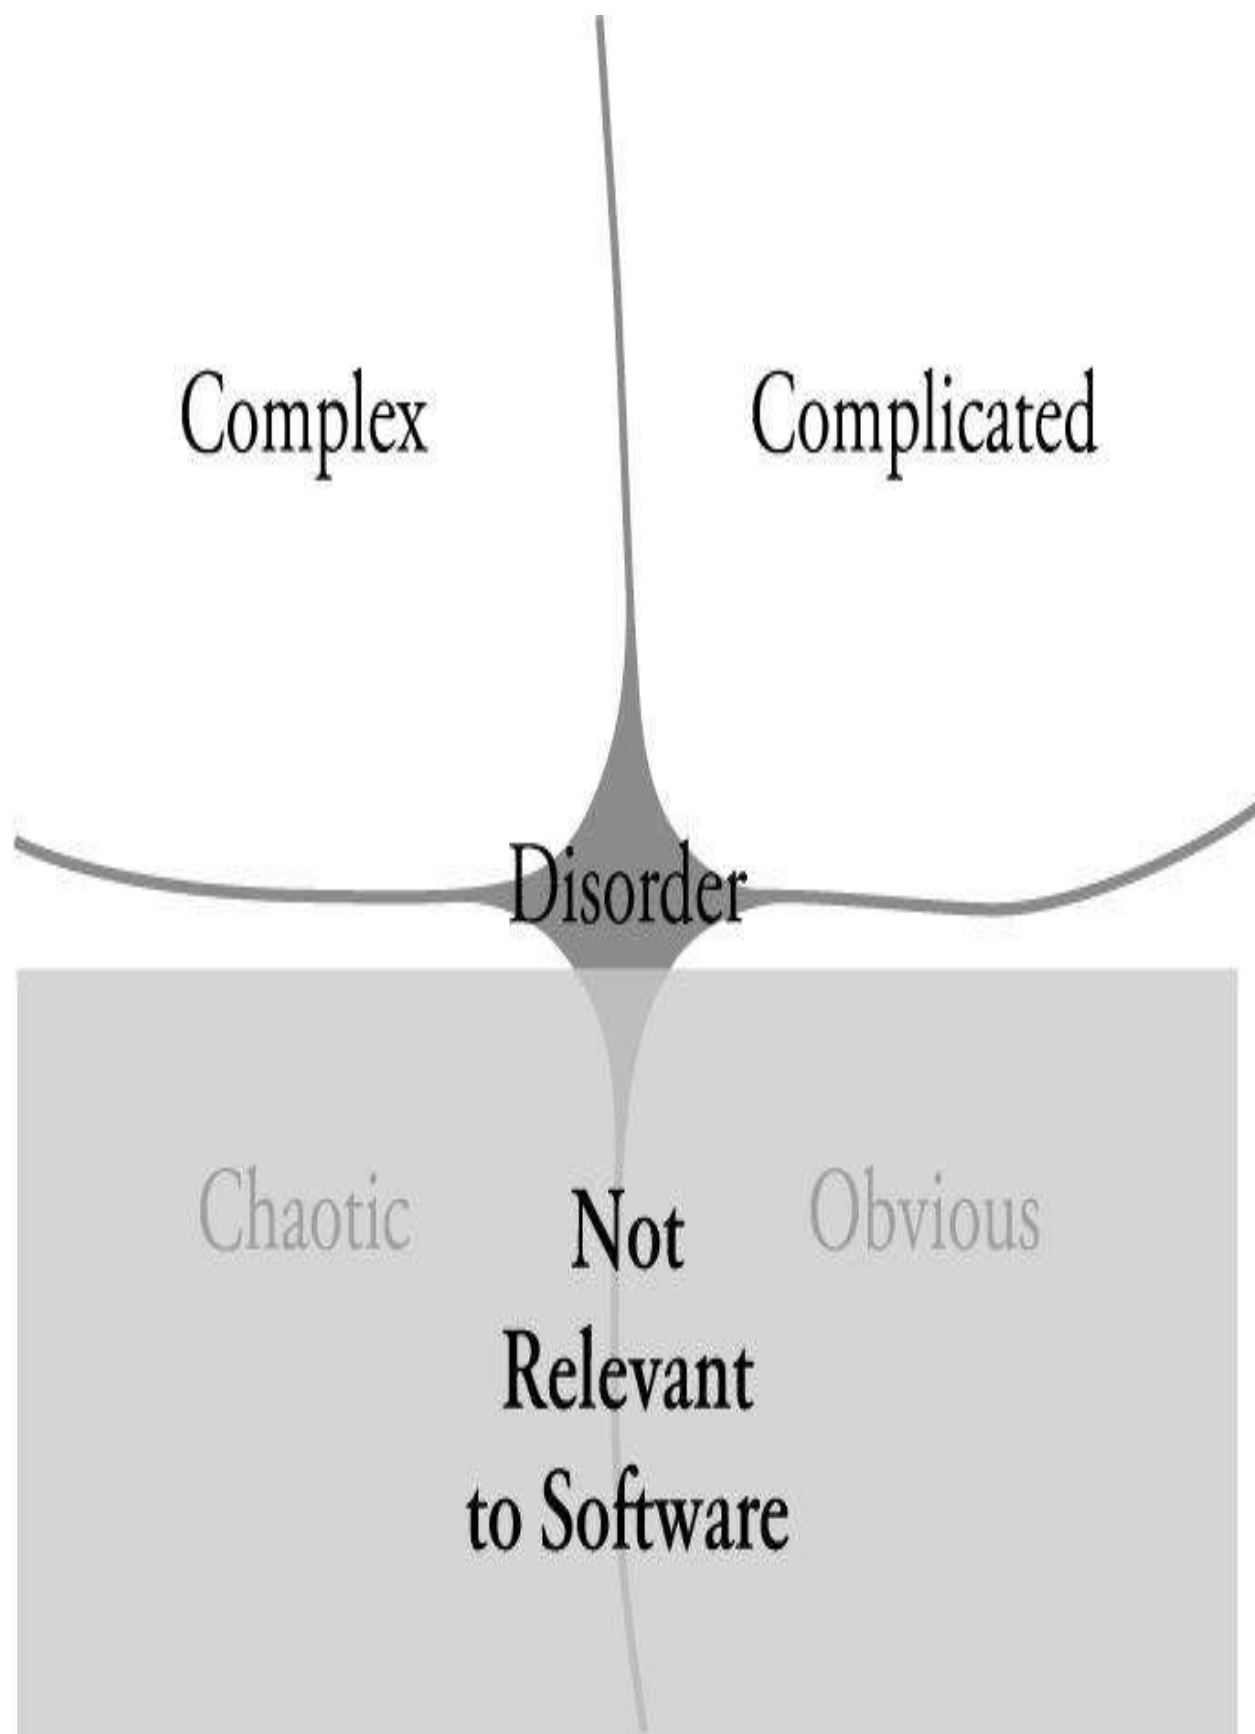 Complex
Complicated
Disorder
Chaotic
Obvious
Not
Relevant
to Software